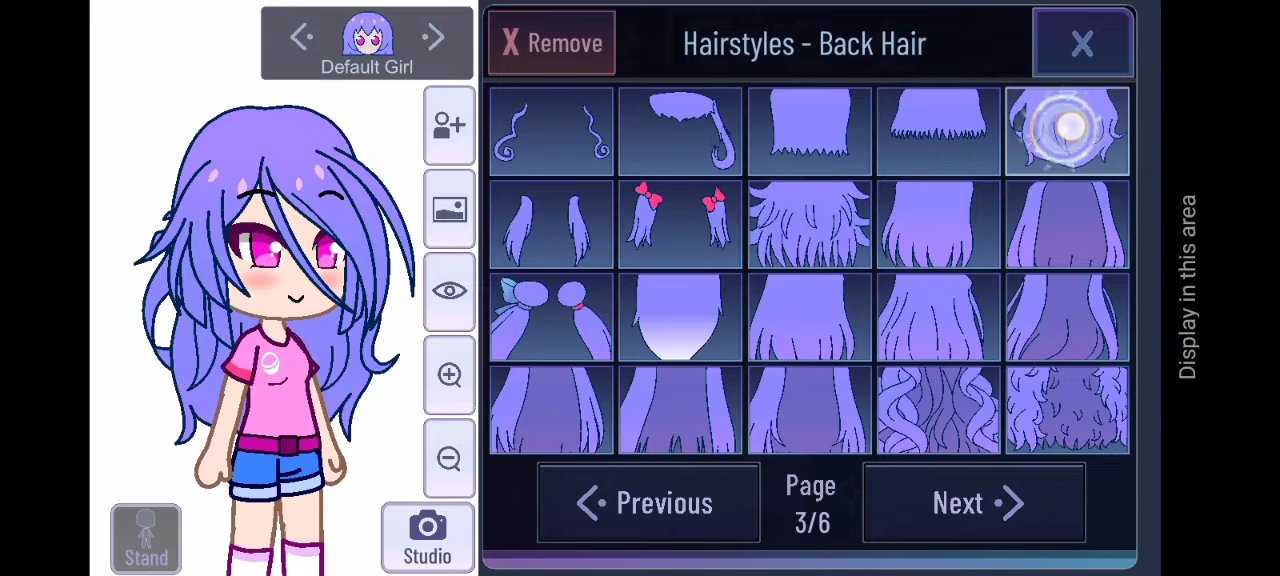 Default Girl
X Remove
Hairstyles - Back Hair
X
Stand
Studio
Previous
Page
3/6
Next
Display in this area